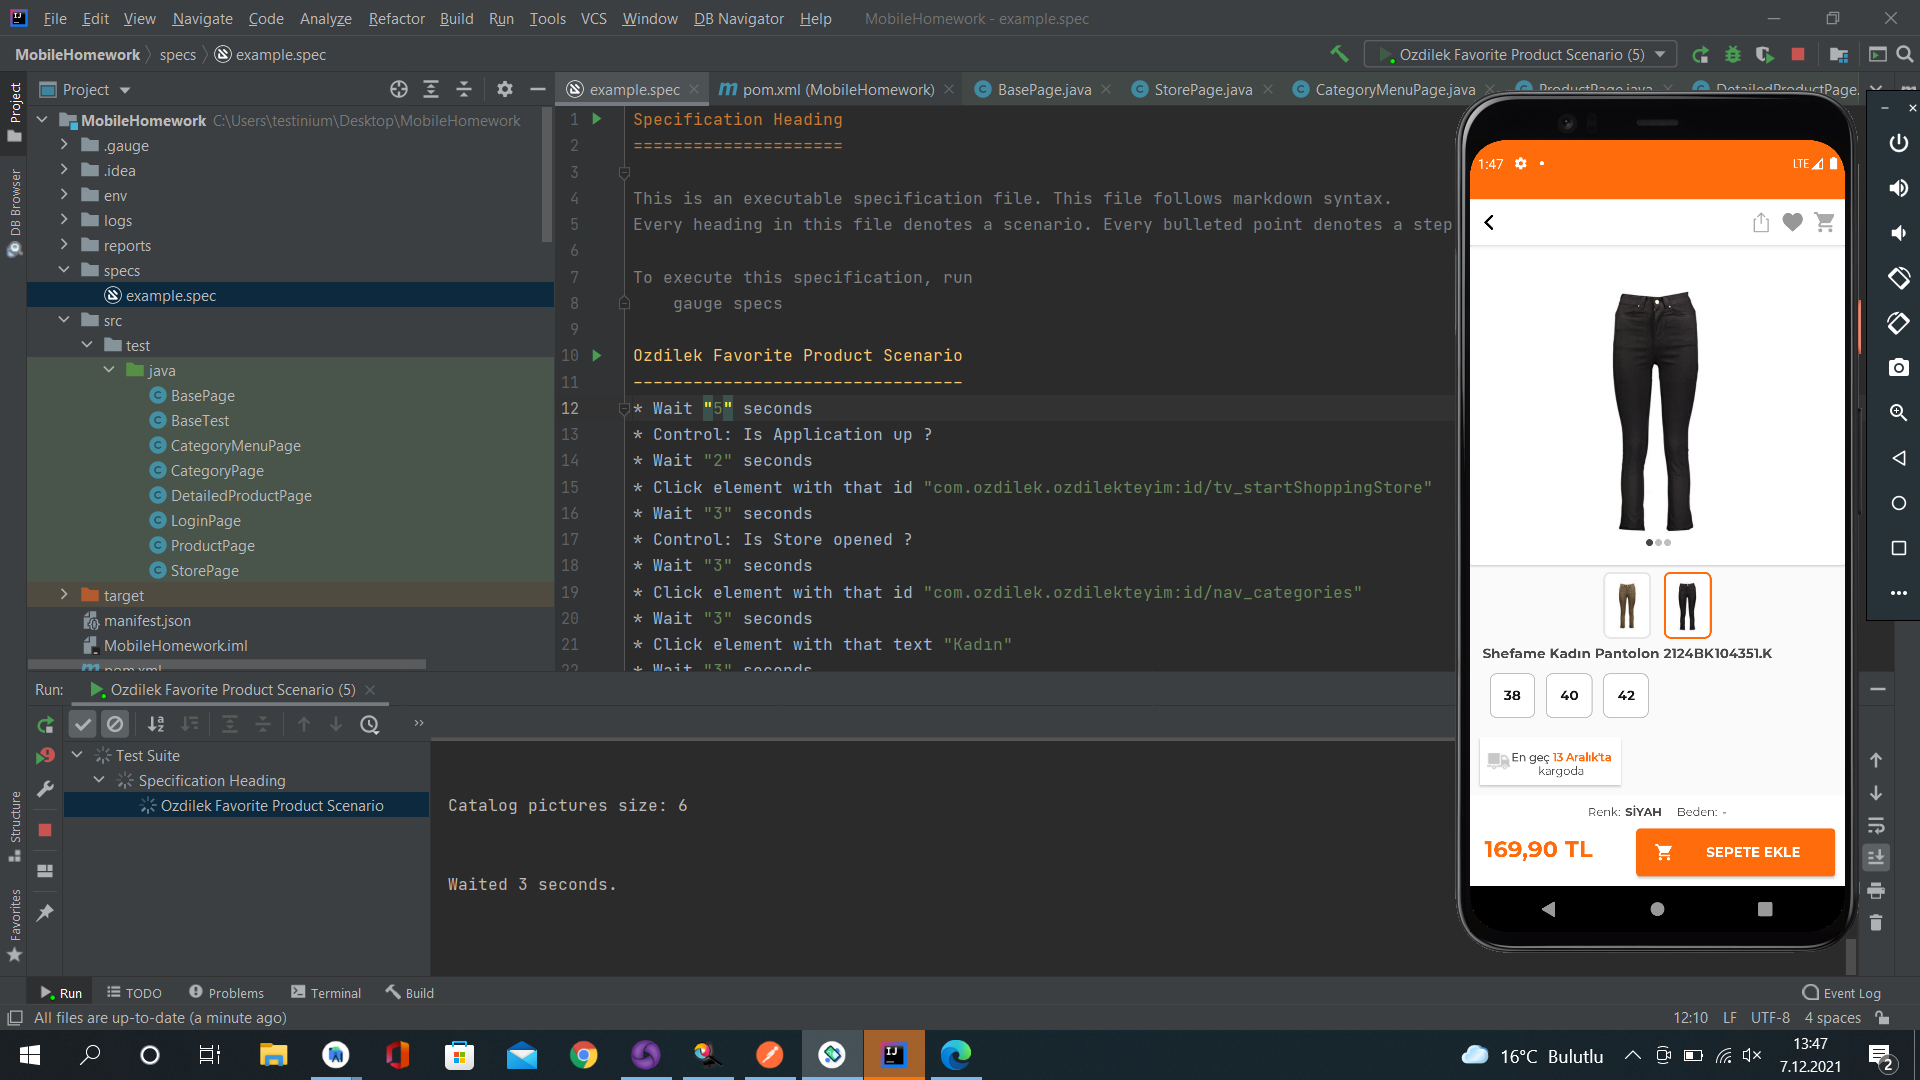 File Edit View Navigate Code Analyze Refactor Build Run Tools VCS Window DB Navigator Help MobileHomework - example.spec
MobileHomework specs example.spec Ozdilek Favorite Product Scenario (5)
Project
example.spec pom.xml (MobileHomework) BasePage.java StorePage.java CategoryMenuPage.java ProductPage.java DetailedProductPage.
Project
DB Browser
Structure
Favorites
MobileHomework C:\Users\testinium\Desktop\MobileHomework
.gauge
.idea
env
logs
reports
specs
example.spec
src
test
java
BasePage
BaseTest
CategoryMenuPage
CategoryPage
DetailedProductPage
LoginPage
ProductPage
StorePage
target
manifest.json
MobileHomework.iml
pom.xml
1 Specification Heading
2 =====================
3
4 This is an executable specification file. This file follows markdown syntax.
5 Every heading in this file denotes a scenario. Every bulleted point denotes a step
6
7 To execute this specification, run
8 gauge specs
9
10 Ozdilek Favorite Product Scenario
11 ---------------------------------
12 * Wait "5" seconds
13 * Control: Is Application up ?
14 * Wait "2" seconds
15 * Click element with that id "com.ozdilek.ozdilekteyim:id/tv_startShoppingStore"
16 * Wait "3" seconds
17 * Control: Is Store opened ?
18 * Wait "3" seconds
19 * Click element with that id "com.ozdilek.ozdilekteyim:id/nav_categories"
20 * Wait "3" seconds
21 * Click element with that text "Kadın"
22 * Wait "3" seconds
1:47 LTE
Shefame Kadın Pantolon 2124BK104351.K
38 40 42
En geç 13 Aralık'ta
kargoda
Renk: SİYAH Beden: -
169,90 TL SEPETE EKLE
Run: Ozdilek Favorite Product Scenario (5)
Test Suite
Specification Heading
Ozdilek Favorite Product Scenario
Catalog pictures size: 6
Waited 3 seconds.
Run TODO Problems Terminal Build Event Log
All files are up-to-date (a minute ago) 12:10 LF UTF-8 4 spaces
16°C Bulutlu
13:47
7.12.2021
2